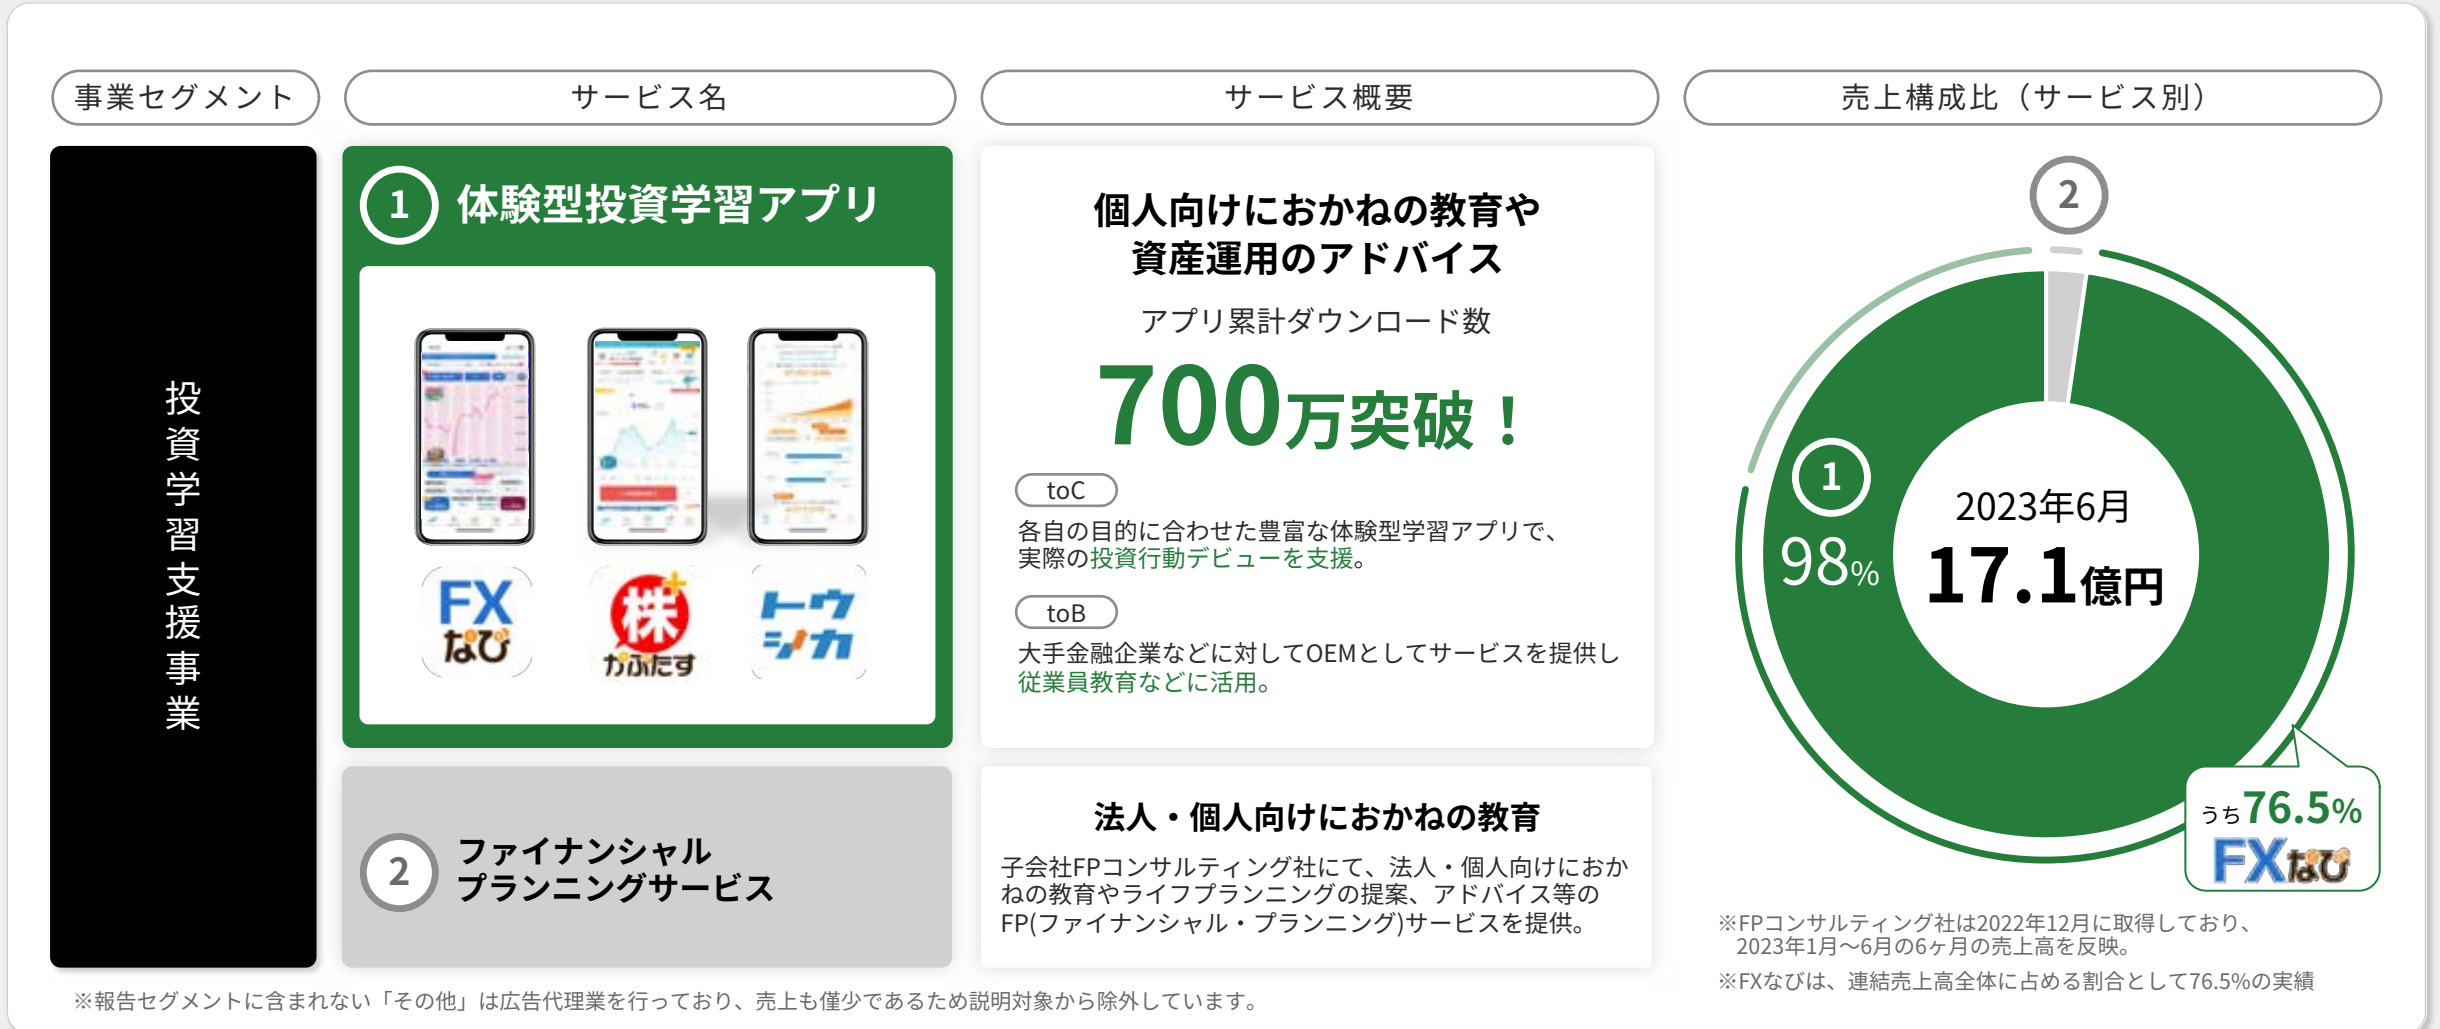 事業セグメント
サービス名
サービス概要
売上構成比（サービス別）
投資学習支援事業
1 体験型投資学習アプリ
FX
なび
株
かぶたす
トウ
シカ
個人向けにおかねの教育や
資産運用のアドバイス
アプリ累計ダウンロード数
700万突破！
toC
各自の目的に合わせた豊富な体験型学習アプリで、
実際の投資行動デビューを支援。
toB
大手金融企業などに対してOEMとしてサービスを提供し
従業員教育などに活用。
2
ファイナンシャル
プランニングサービス
法人・個人向けにおかねの教育
子会社FPコンサルティング社にて、法人・個人向けにおか
ねの教育やライフプランニングの提案、アドバイス等の
FP(ファイナンシャル・プランニング)サービスを提供。
2
1
98%
2023年6月
17.1億円
うち76.5%
FXなび
※FPコンサルティング社は2022年12月に取得しており、
2023年1月～6月の6ヶ月の売上高を反映。
※FXなびは、連結売上高全体に占める割合として76.5%の実績
※報告セグメントに含まれない「その他」は広告代理業を行っており、売上も僅少であるため説明対象から除外しています。